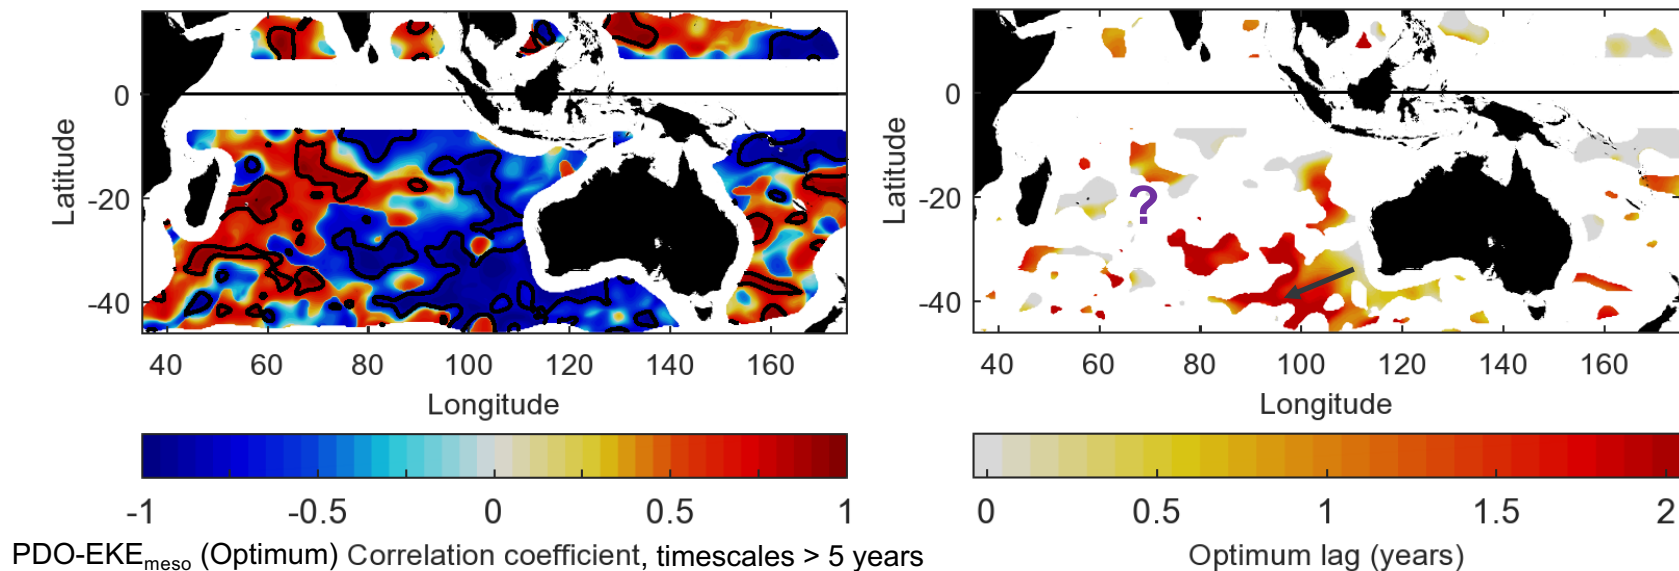 0
-20
-40
Latitude
40 60 80 100 120 140 160
Longitude
-1 -0.5 0 0.5 1
PDO-EKEmeso (Optimum) Correlation coefficient, timescales > 5 years
0
-20
-40
Latitude
?
40 60 80 100 120 140 160
Longitude
0 0.5 1 1.5 2
Optimum lag (years)